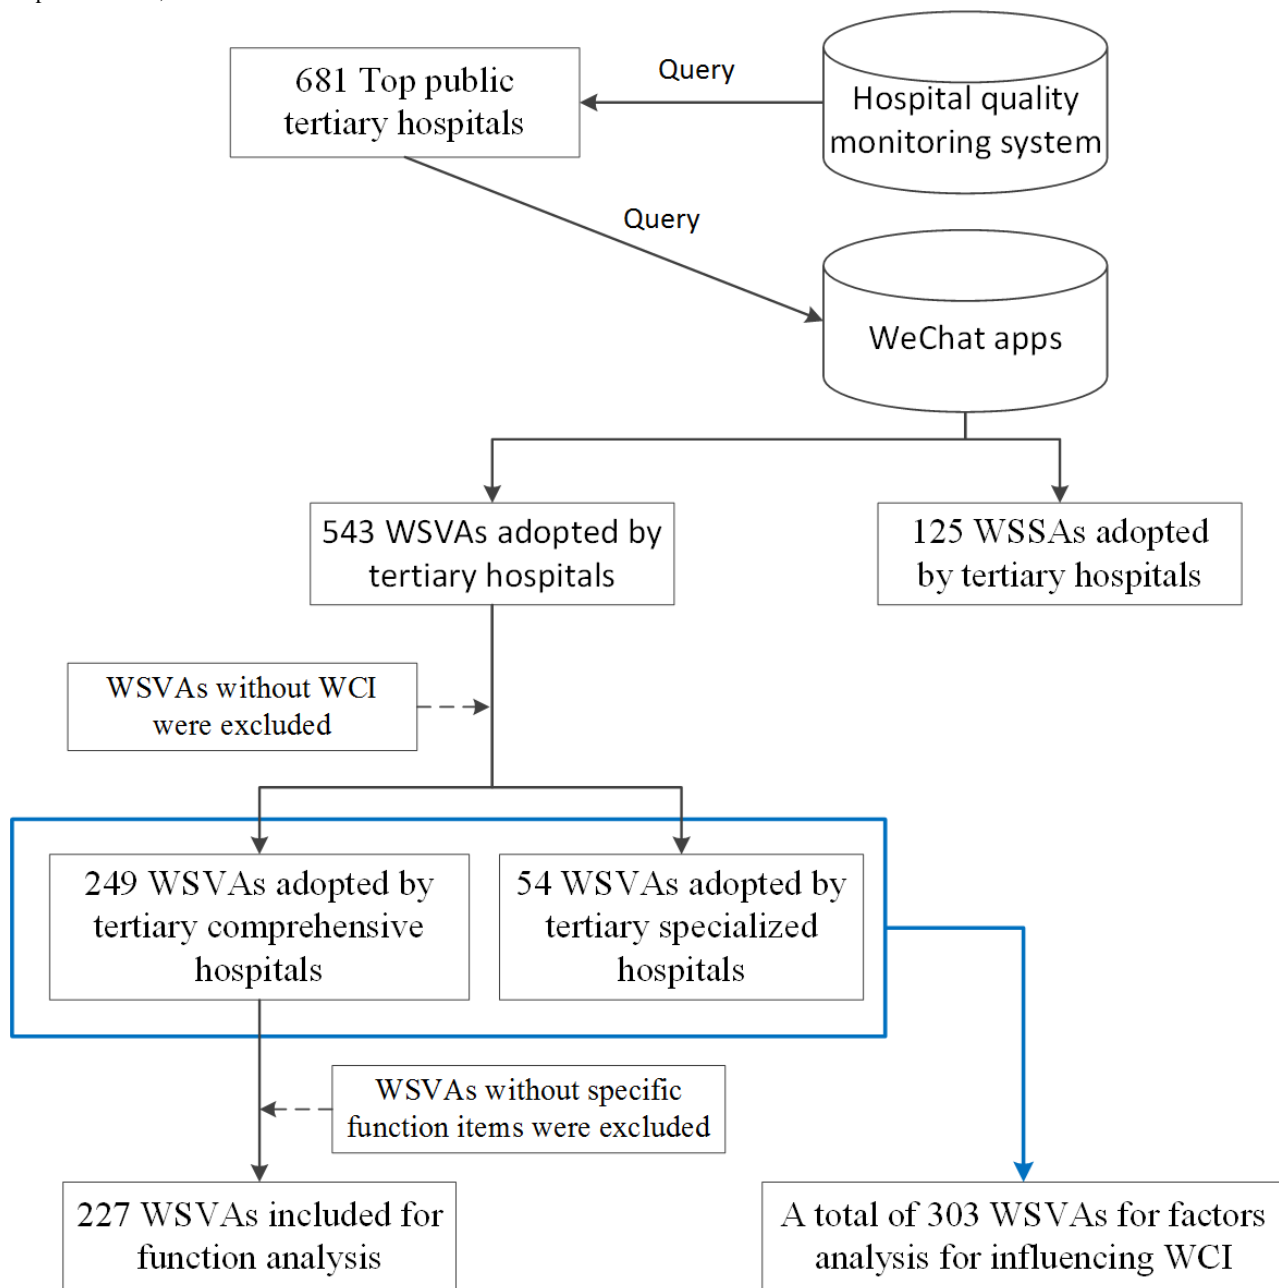 681 Top public
tertiary hospitals
Query
Hospital quality
monitoring system
Query
WeChat apps
543 WSVAs adopted by
tertiary hospitals
125 WSSAs adopted
by tertiary hospitals
WSVAs without WCI
were excluded
249 WSVAs adopted by
tertiary comprehensive
hospitals
54 WSVAs adopted by
tertiary specialized
hospitals
WSVAs without specific
function items were excluded
227 WSVAs included for
function analysis
A total of 303 WSVAs for factors
analysis for influencing WCI